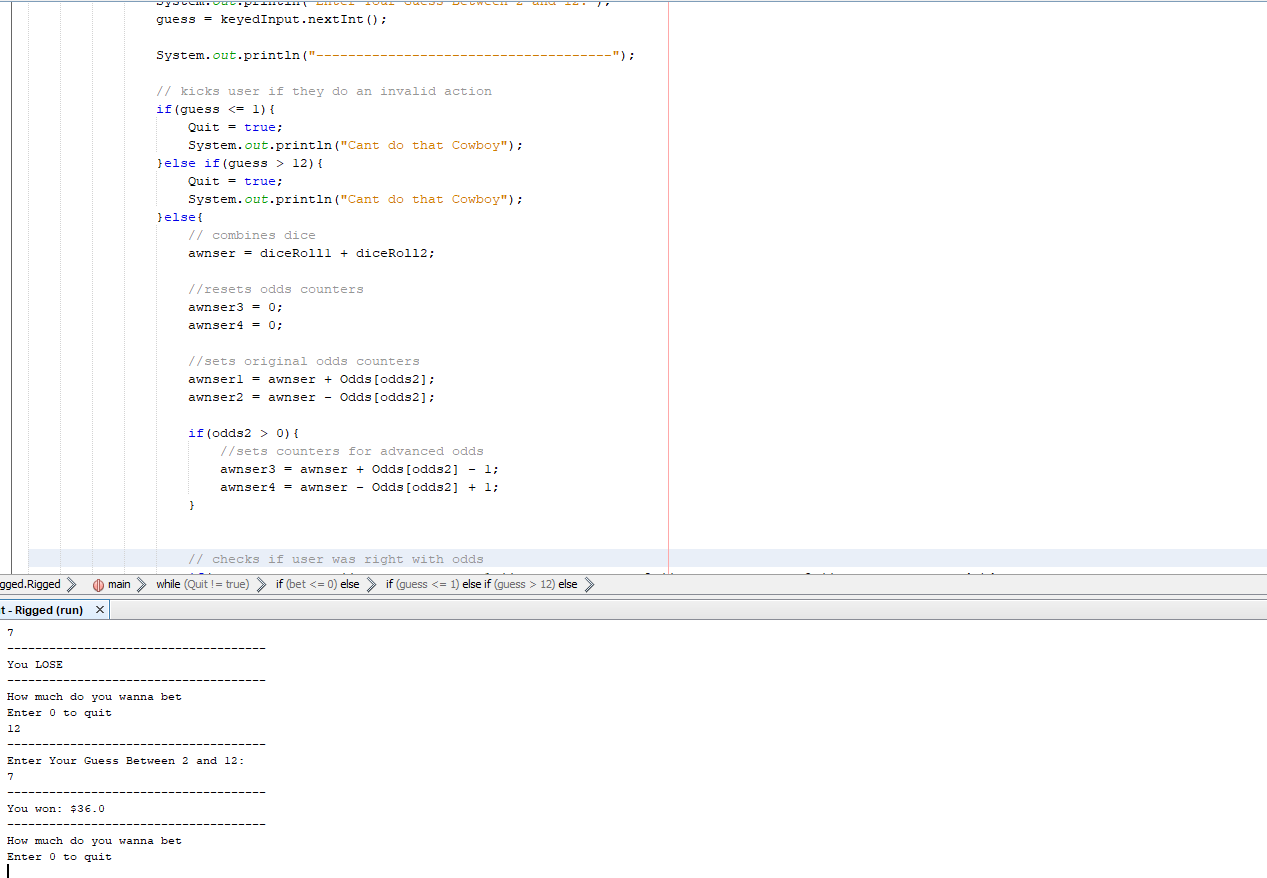 System.out.println("Enter Your Guess Between 2 and 12:");
guess = keyedInput.nextInt();
System.out.println("-------------------------------------");
// kicks user if they do an invalid action
if(guess <= 1){
Quit = true;
System.out.println("Cant do that Cowboy");
}else if(guess > 12){
Quit = true;
System.out.println("Cant do that Cowboy");
}else{
// combines dice
awnser = diceRoll1 + diceRoll2;
//resets odds counters
awnser3 = 0;
awnser4 = 0;
//sets original odds counters
awnser1 = awnser + Odds[odds2];
awnser2 = awnser - Odds[odds2];
if(odds2 > 0){
//sets counters for advanced odds
awnser3 = awnser + Odds[odds2] - 1;
awnser4 = awnser - Odds[odds2] + 1;
}
// checks if user was right with odds
gged.Rigged main while (Quit != true) if (bet <= 0) else if (guess <= 1) else if (guess > 12) else
t - Rigged (run) ×
7
-------------------------------------
You LOSE
-------------------------------------
How much do you wanna bet
Enter 0 to quit
12
-------------------------------------
Enter Your Guess Between 2 and 12:
7
-------------------------------------
You won: $36.0
-------------------------------------
How much do you wanna bet
Enter 0 to quit